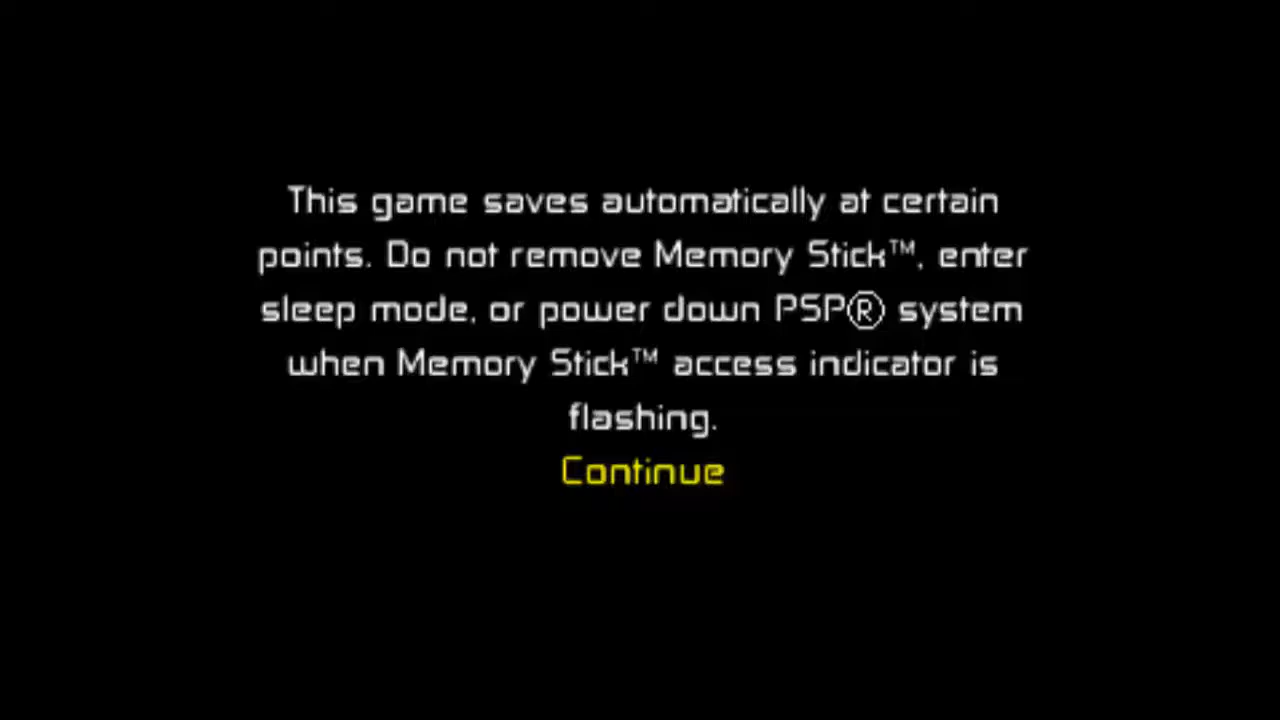 This game saves automatically at certain
points. Do not remove Memory Stick™, enter
sleep mode, or power down PSP® system
when Memory Stick™ access indicator is
flashing.
Continue